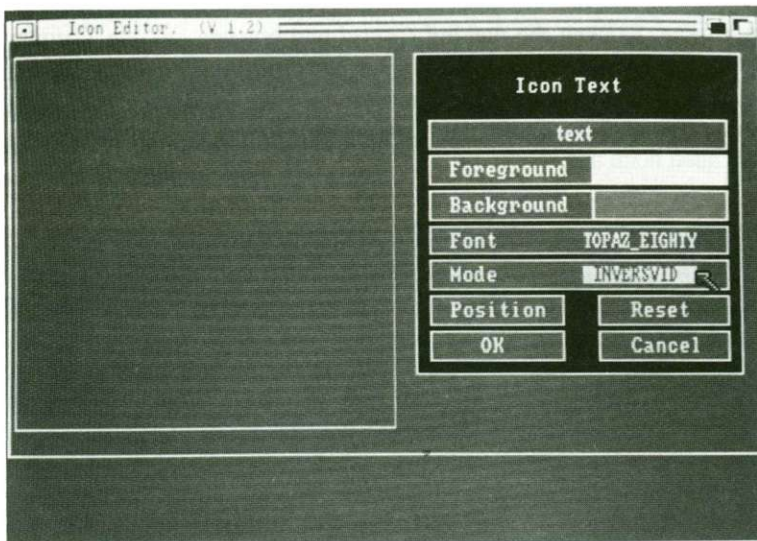 Icon Editor. (V 1.2)
Icon Text
text
Foreground
Background
Font TOPAZ_EIGHTY
Mode INVERSVID
Position Reset
OK Cancel